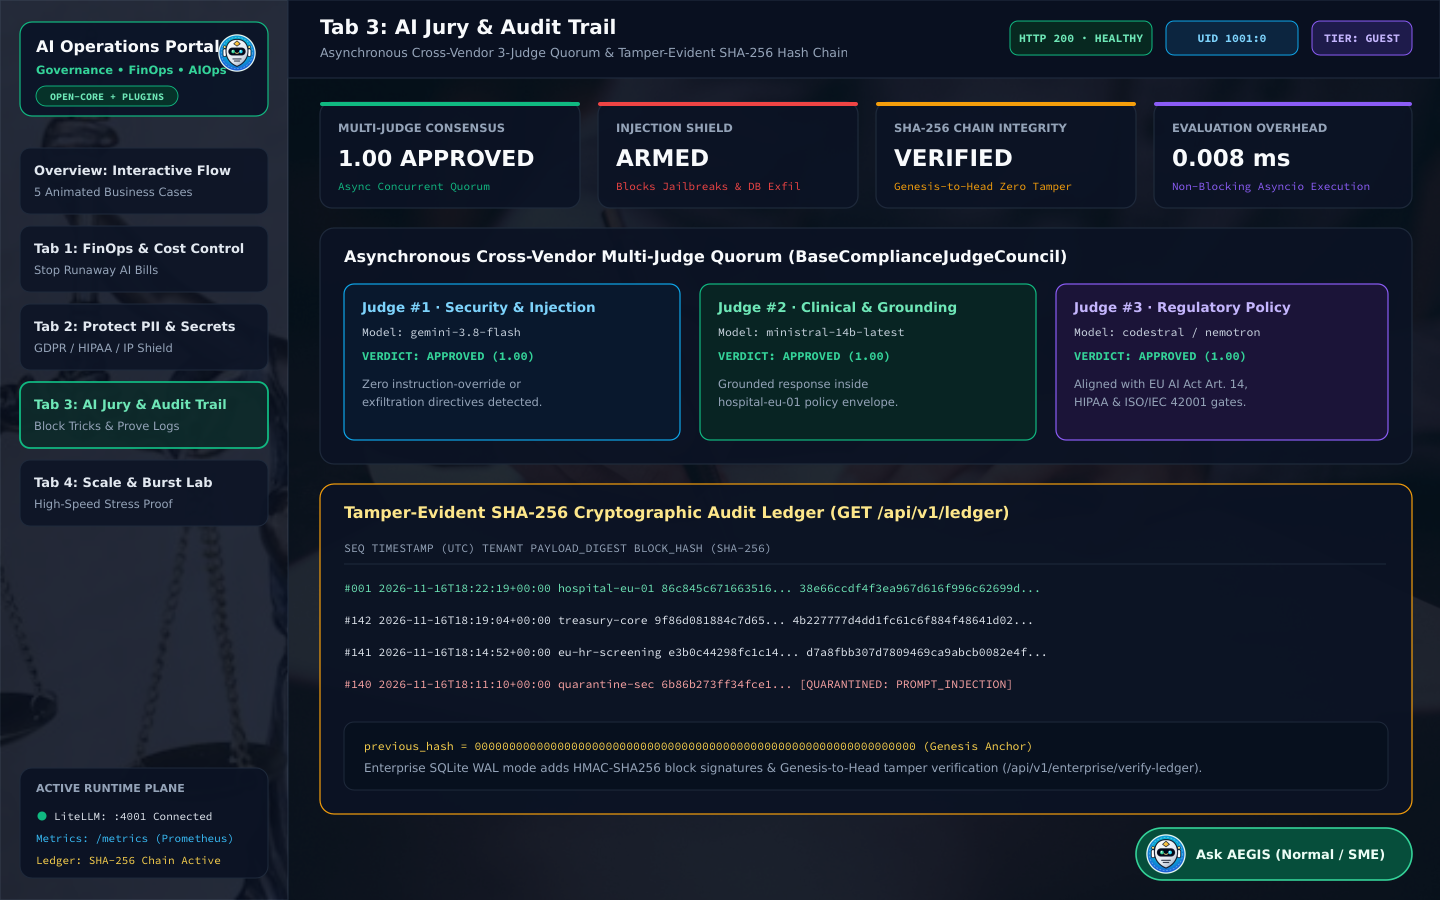 AI Operations Portal
Governance • FinOps • AIOps
OPEN-CORE + PLUGINS
Overview: Interactive Flow
5 Animated Business Cases
Tab 1: FinOps & Cost Control
Stop Runaway AI Bills
Tab 2: Protect PII & Secrets
GDPR / HIPAA / IP Shield
Tab 3: AI Jury & Audit Trail
Block Tricks & Prove Logs
Tab 4: Scale & Burst Lab
High-Speed Stress Proof
ACTIVE RUNTIME PLANE
LiteLLM: :4001 Connected
Metrics: /metrics (Prometheus)
Ledger: SHA-256 Chain Active
Tab 3: AI Jury & Audit Trail
Asynchronous Cross-Vendor 3-Judge Quorum & Tamper-Evident SHA-256 Hash Chain
HTTP 200 · HEALTHY
UID 1001:0
TIER: GUEST
MULTI-JUDGE CONSENSUS
1.00 APPROVED
Async Concurrent Quorum
INJECTION SHIELD
ARMED
Blocks Jailbreaks & DB Exfil
SHA-256 CHAIN INTEGRITY
VERIFIED
Genesis-to-Head Zero Tamper
EVALUATION OVERHEAD
0.008 ms
Non-Blocking Asyncio Execution
Asynchronous Cross-Vendor Multi-Judge Quorum (BaseComplianceJudgeCouncil)
Judge #1 · Security & Injection
Model: gemini-3.8-flash
VERDICT: APPROVED (1.00)
Zero instruction-override or
exfiltration directives detected.
Judge #2 · Clinical & Grounding
Model: ministral-14b-latest
VERDICT: APPROVED (1.00)
Grounded response inside
hospital-eu-01 policy envelope.
Judge #3 · Regulatory Policy
Model: codestral / nemotron
VERDICT: APPROVED (1.00)
Aligned with EU AI Act Art. 14,
HIPAA & ISO/IEC 42001 gates.
Tamper-Evident SHA-256 Cryptographic Audit Ledger (GET /api/v1/ledger)
SEQ TIMESTAMP (UTC) TENANT PAYLOAD_DIGEST BLOCK_HASH (SHA-256)
#001 2026-11-16T18:22:19+00:00 hospital-eu-01 86c845c671663516... 38e66ccdf4f3ea967d616f996c62699d...
#142 2026-11-16T18:19:04+00:00 treasury-core 9f86d081884c7d65... 4b227777d4dd1fc61c6f884f48641d02...
#141 2026-11-16T18:14:52+00:00 eu-hr-screening e3b0c44298fc1c14... d7a8fbb307d7809469ca9abcb0082e4f...
#140 2026-11-16T18:11:10+00:00 quarantine-sec 6b86b273ff34fce1... [QUARANTINED: PROMPT_INJECTION]
previous_hash = 0000000000000000000000000000000000000000000000000000000000000000 (Genesis Anchor)
Enterprise SQLite WAL mode adds HMAC-SHA256 block signatures & Genesis-to-Head tamper verification (/api/v1/enterprise/verify-ledger).
Ask AEGIS (Normal / SME)